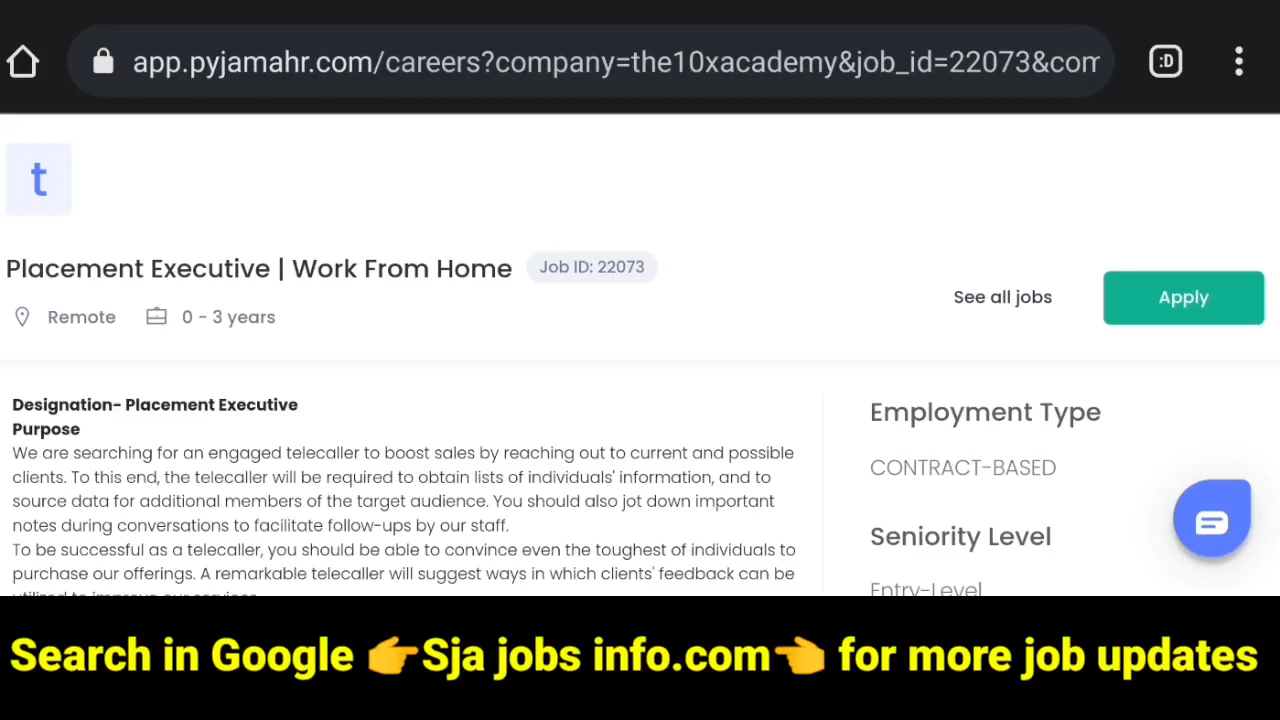 app.pyjamahr.com/careers?company=the10xacademy&job_id=22073&com
:D
t
Placement Executive | Work From Home
Job ID: 22073
Remote
0 - 3 years
See all jobs
Apply
Designation- Placement Executive
Purpose
We are searching for an engaged telecaller to boost sales by reaching out to current and possible
clients. To this end, the telecaller will be required to obtain lists of individuals' information, and to
source data for additional members of the target audience. You should also jot down important
notes during conversations to facilitate follow-ups by our staff.
To be successful as a telecaller, you should be able to convince even the toughest of individuals to
purchase our offerings. A remarkable telecaller will suggest ways in which clients' feedback can be
utilized to improve our services.
Employment Type
CONTRACT-BASED
Seniority Level
Entry-Level
Search in Google 👉Sja jobs info.com👈 for more job updates